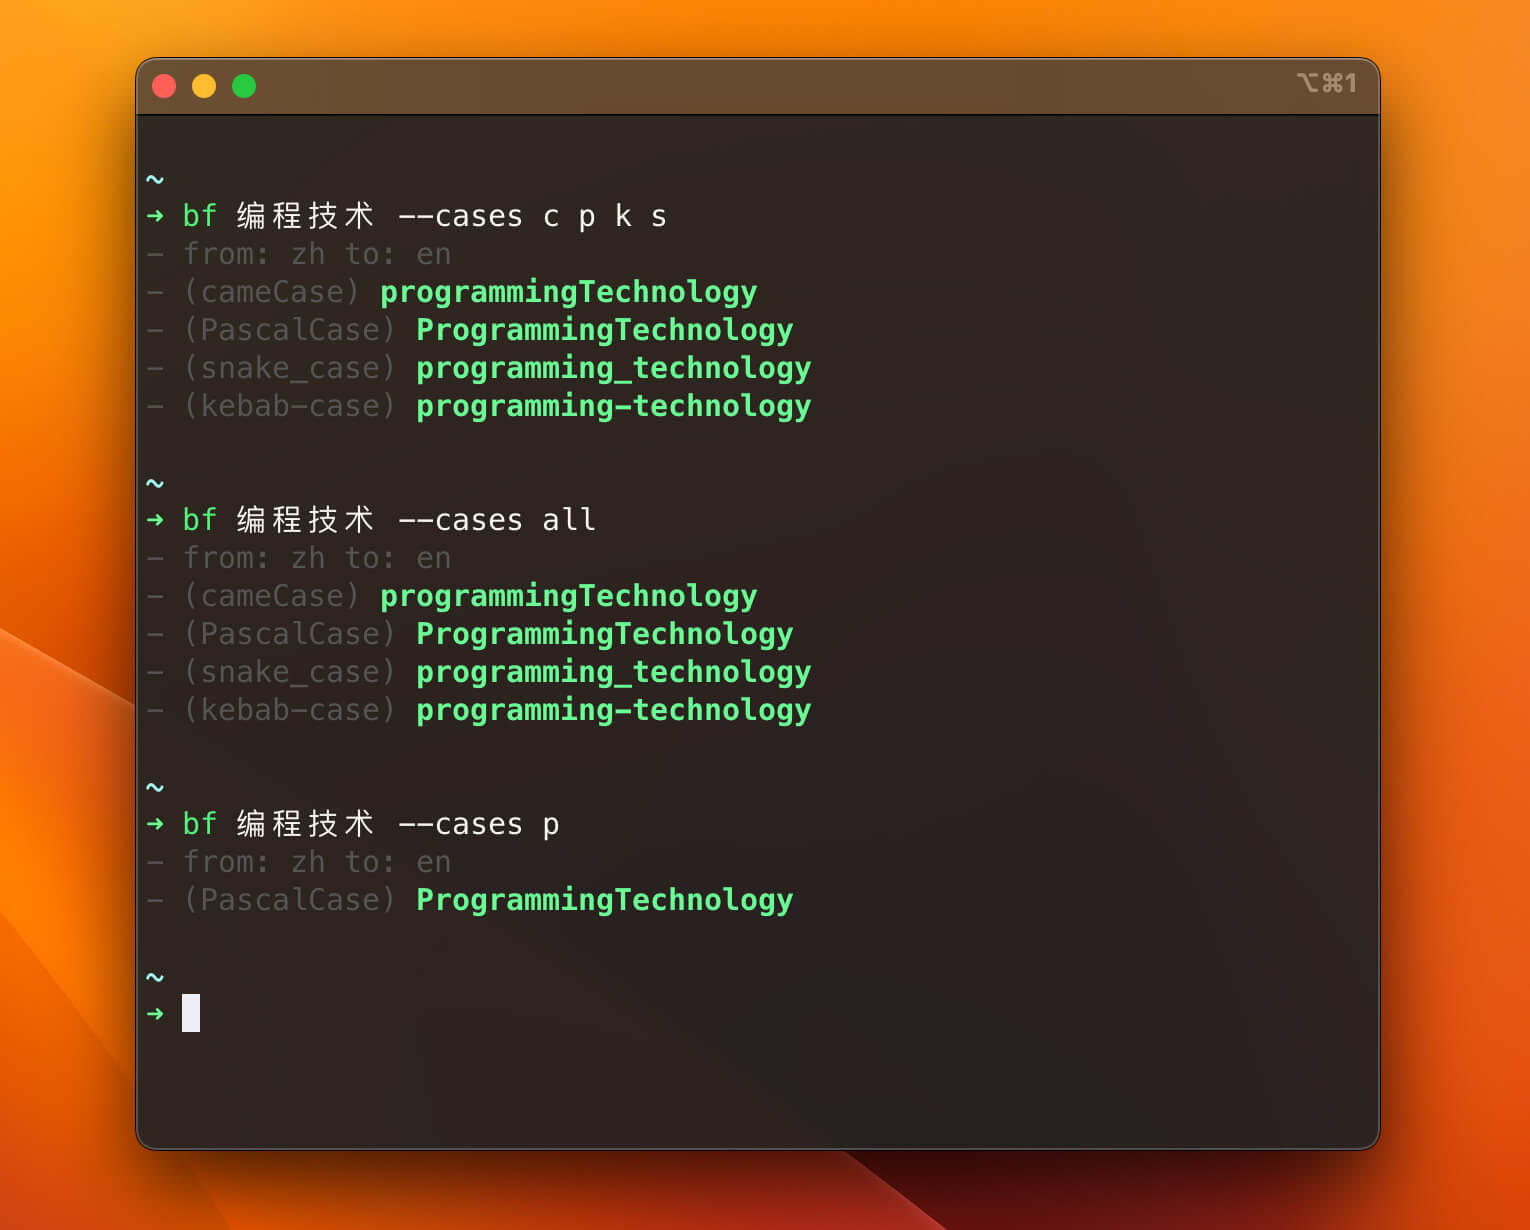 ⌥⌘1
~
➜ bf 编程技术 --cases c p k s
- from: zh to: en
- (cameCase) programmingTechnology
- (PascalCase) ProgrammingTechnology
- (snake_case) programming_technology
- (kebab-case) programming-technology
~
➜ bf 编程技术 --cases all
- from: zh to: en
- (cameCase) programmingTechnology
- (PascalCase) ProgrammingTechnology
- (snake_case) programming_technology
- (kebab-case) programming-technology
~
➜ bf 编程技术 --cases p
- from: zh to: en
- (PascalCase) ProgrammingTechnology
~
➜